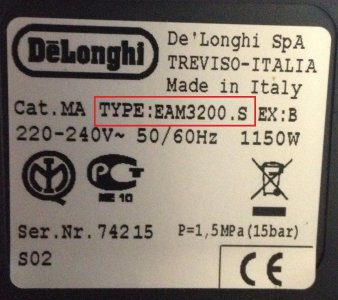 DeLonghi
De'Longhi SpA
TREVISO-ITALIA
Made in Italy
Cat.MA TYPE:EAM3200.S EX:B
220-240V~ 50/60Hz 1150W
ME 10
Ser.Nr.74215 P=1,5MPa(15bar)
S02
CE